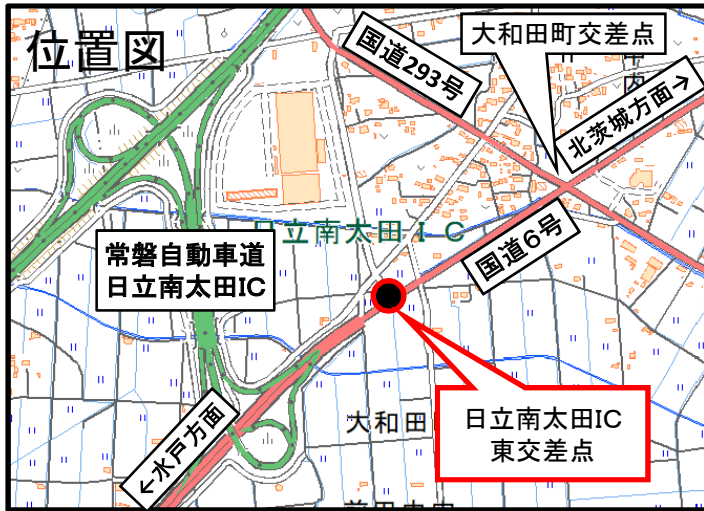 位置図
国道293号
大和田町交差点
北茨城方面→
日立南太田IC
国道6号
常磐自動車道
日立南太田IC
←水戸方面
大和田
日立南太田IC
東交差点